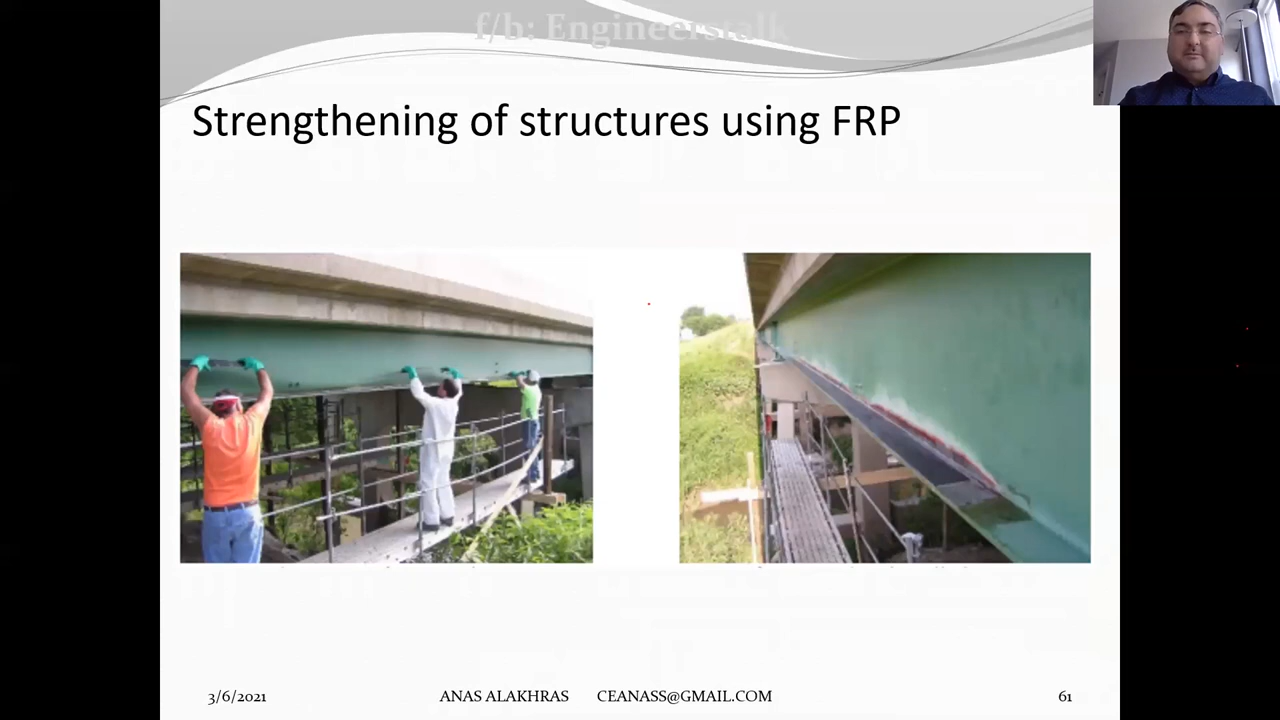 f/b: Engineerstalk
Strengthening of structures using FRP
3/6/2021
ANAS ALAKHRAS CEANASS@GMAIL.COM
61